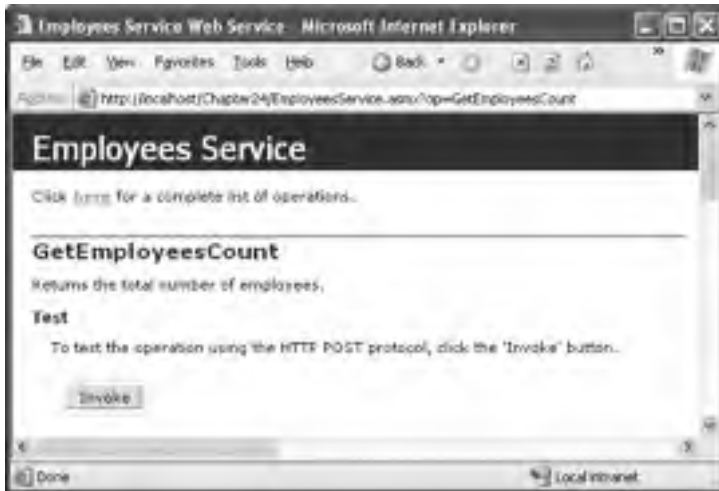 Employees Service Web Service - Microsoft Internet Explorer
File Edit View Favorites Tools Help Back »
Address http://localhost/Chapter24/EmployeesService.asmx?op=GetEmployeesCount
Employees Service
Click here for a complete list of operations.
GetEmployeesCount
Returns the total number of employees.
Test
To test the operation using the HTTP POST protocol, click the 'Invoke' button.
Invoke
Done Local intranet